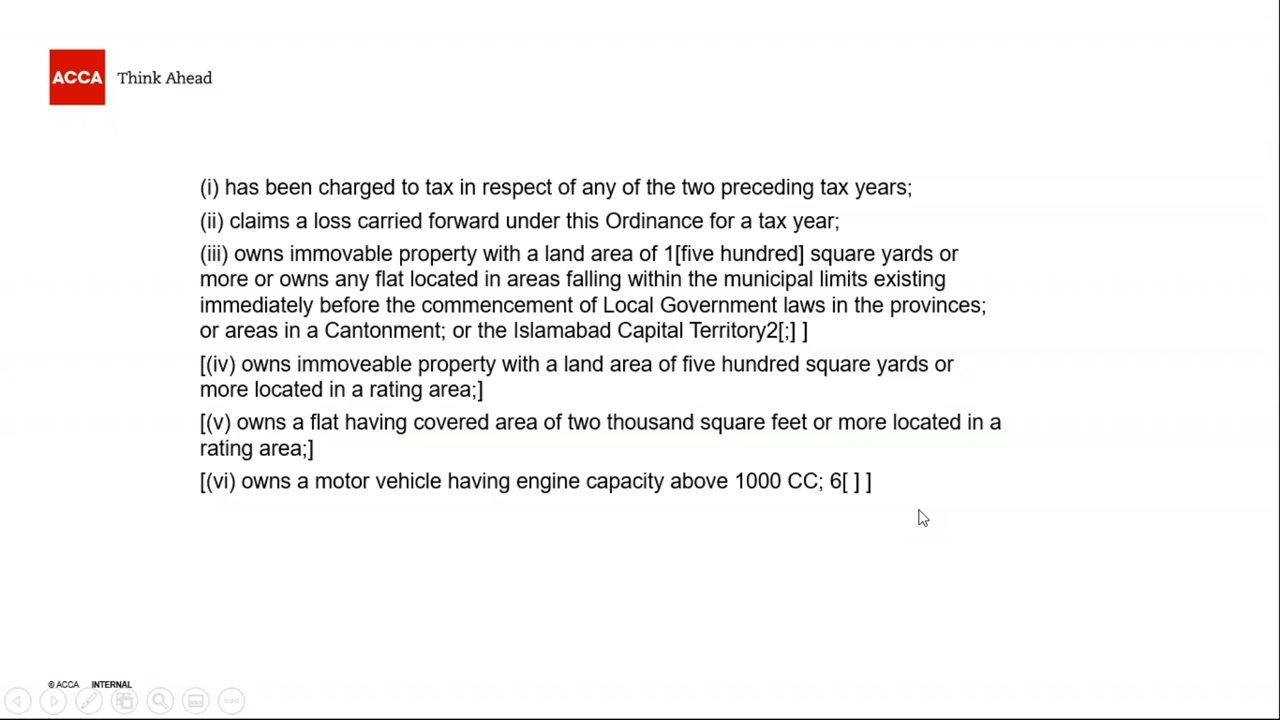 ACCA Think Ahead
(i) has been charged to tax in respect of any of the two preceding tax years;
(ii) claims a loss carried forward under this Ordinance for a tax year;
(iii) owns immovable property with a land area of 1[five hundred] square yards or
more or owns any flat located in areas falling within the municipal limits existing
immediately before the commencement of Local Government laws in the provinces;
or areas in a Cantonment; or the Islamabad Capital Territory2[;] ]
[(iv) owns immoveable property with a land area of five hundred square yards or
more located in a rating area;]
[(v) owns a flat having covered area of two thousand square feet or more located in a
rating area;]
[(vi) owns a motor vehicle having engine capacity above 1000 CC; 6[ ] ]
© ACCA INTERNAL